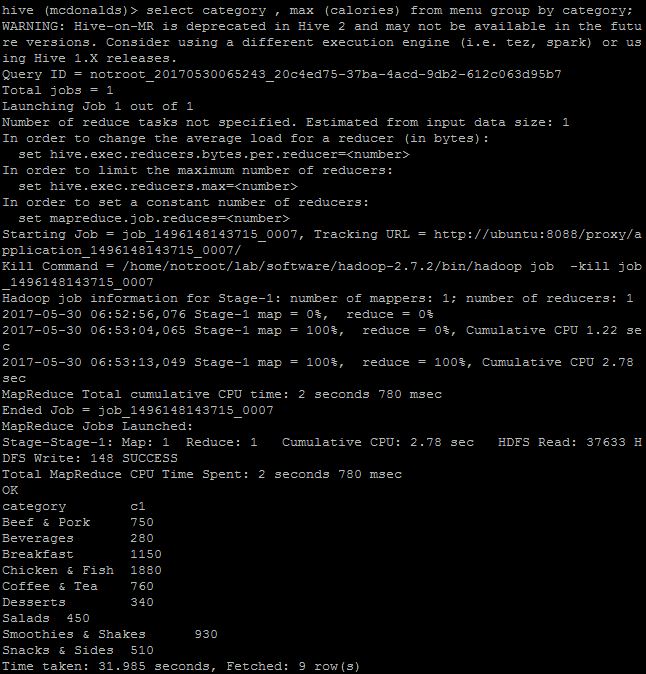 hive (mcdonalds)> select category , max (calories) from menu group by category;
WARNING: Hive-on-MR is deprecated in Hive 2 and may not be available in the futu
re versions. Consider using a different execution engine (i.e. tez, spark) or us
ing Hive 1.X releases.
Query ID = notroot_20170530065243_20c4ed75-37ba-4acd-9db2-612c063d95b7
Total jobs = 1
Launching Job 1 out of 1
Number of reduce tasks not specified. Estimated from input data size: 1
In order to change the average load for a reducer (in bytes):
  set hive.exec.reducers.bytes.per.reducer=<number>
In order to limit the maximum number of reducers:
  set hive.exec.reducers.max=<number>
In order to set a constant number of reducers:
  set mapreduce.job.reduces=<number>
Starting Job = job_1496148143715_0007, Tracking URL = http://ubuntu:8088/proxy/a
pplication_1496148143715_0007/
Kill Command = /home/notroot/lab/software/hadoop-2.7.2/bin/hadoop job  -kill job
_1496148143715_0007
Hadoop job information for Stage-1: number of mappers: 1; number of reducers: 1
2017-05-30 06:52:56,076 Stage-1 map = 0%,  reduce = 0%
2017-05-30 06:53:04,065 Stage-1 map = 100%,  reduce = 0%, Cumulative CPU 1.22 se
c
2017-05-30 06:53:13,049 Stage-1 map = 100%,  reduce = 100%, Cumulative CPU 2.78
sec
MapReduce Total cumulative CPU time: 2 seconds 780 msec
Ended Job = job_1496148143715_0007
MapReduce Jobs Launched:
Stage-Stage-1: Map: 1  Reduce: 1   Cumulative CPU: 2.78 sec   HDFS Read: 37633 H
DFS Write: 148 SUCCESS
Total MapReduce CPU Time Spent: 2 seconds 780 msec
OK
category        c1
Beef & Pork     750
Beverages       280
Breakfast       1150
Chicken & Fish  1880
Coffee & Tea    760
Desserts        340
Salads  450
Smoothies & Shakes      930
Snacks & Sides  510
Time taken: 31.985 seconds, Fetched: 9 row(s)